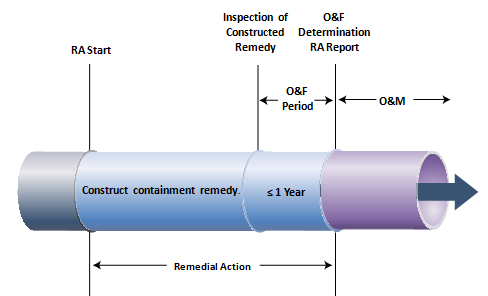 RA Start
Inspection of
Constructed
Remedy
O&F
Determination
RA Report
O&F
Period
O&M
Construct containment remedy.
≤ 1 Year
Remedial Action